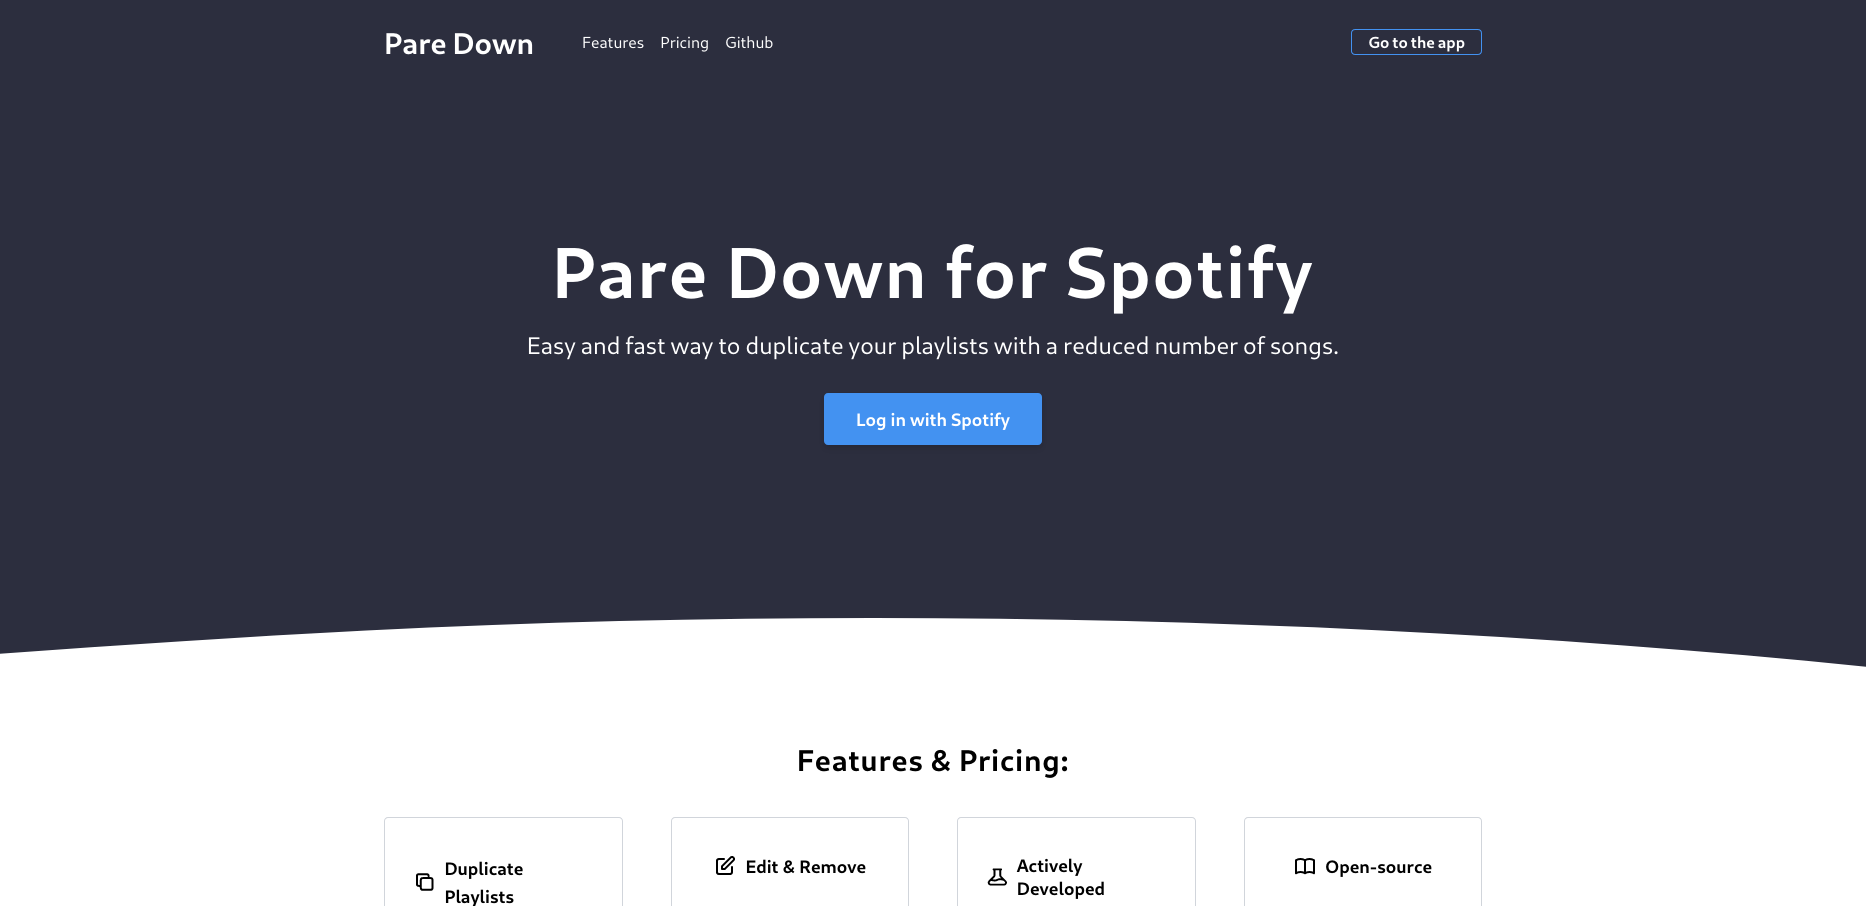 Pare Down
Features
Pricing
Github
Go to the app
Pare Down for Spotify
Easy and fast way to duplicate your playlists with a reduced number of songs.
Log in with Spotify
Features & Pricing:
Duplicate
Playlists
Edit & Remove
Actively
Developed
Open-source